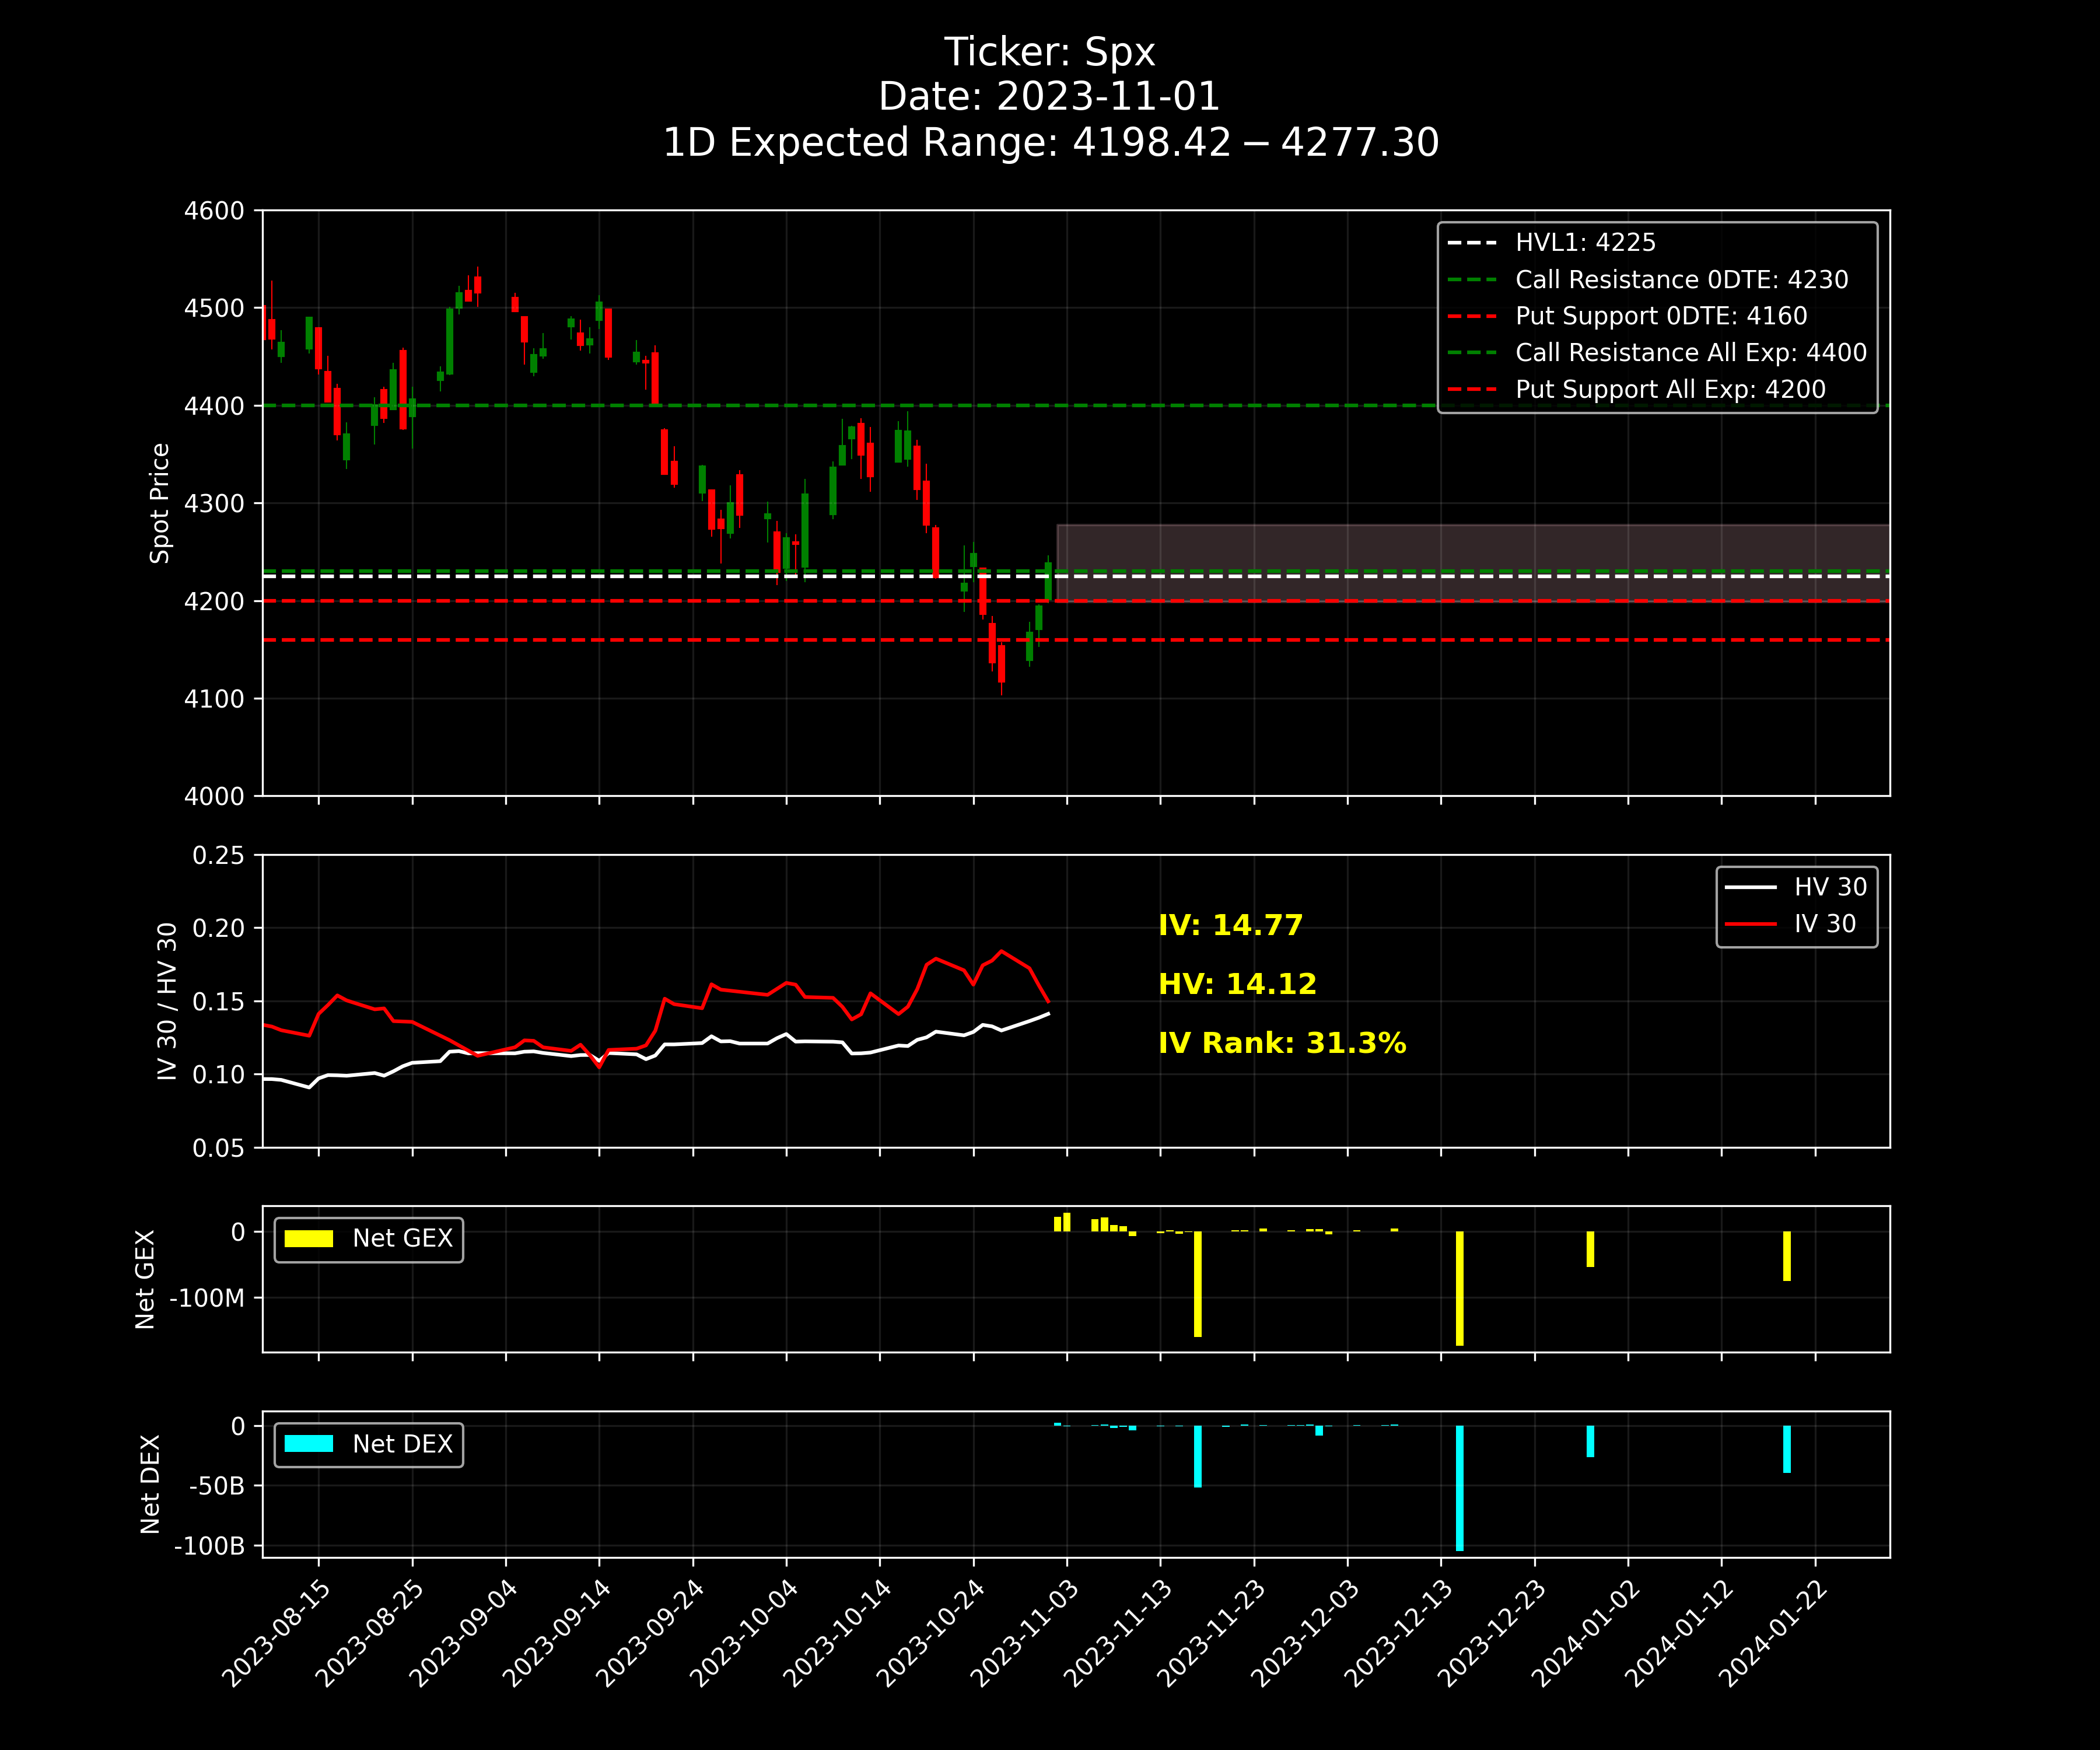 Ticker: Spx
Date: 2023-11-01
1D Expected Range: 4198.42 − 4277.30
4600
4500
4400
4300
4200
4100
4000
Spot Price
HVL1: 4225
Call Resistance 0DTE: 4230
Put Support 0DTE: 4160
Call Resistance All Exp: 4400
Put Support All Exp: 4200
0.25
0.20
0.15
0.10
0.05
IV 30 / HV 30
IV: 14.77
HV: 14.12
IV Rank: 31.3%
HV 30
IV 30
0
-100M
Net GEX
Net GEX
0
-50B
-100B
Net DEX
Net DEX
2023-08-15
2023-08-25
2023-09-04
2023-09-14
2023-09-24
2023-10-04
2023-10-14
2023-10-24
2023-11-03
2023-11-13
2023-11-23
2023-12-03
2023-12-13
2023-12-23
2024-01-02
2024-01-12
2024-01-22